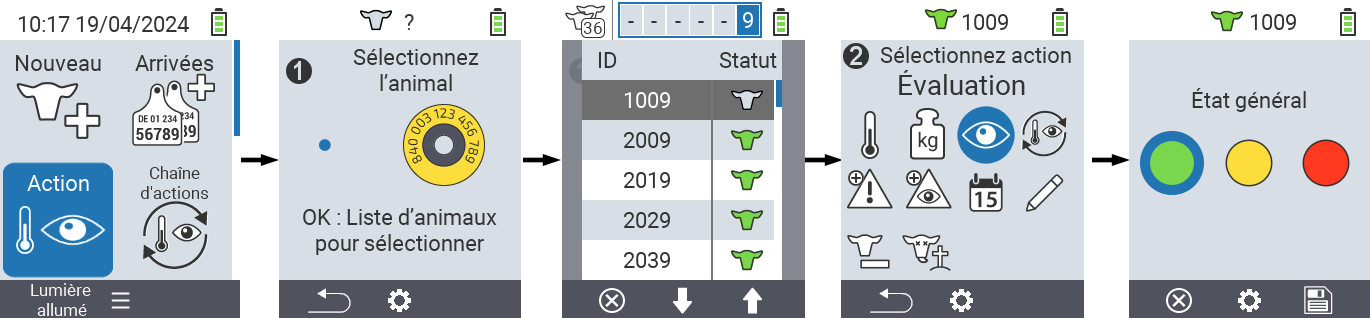 10:17 19/04/2024
Nouveau
Arrivées
DE 01 234
56789
234
89
Action
Chaîne
d'actions
Lumière
allumé
?
1
Sélectionnez
l'animal
840 003 123 456 789
OK : Liste d'animaux
pour sélectionner
36
- - - - - 9
ID Statut
1009
2009
2019
2029
2039
1009
2 Sélectionnez action
Évaluation
kg
15
1009
État général